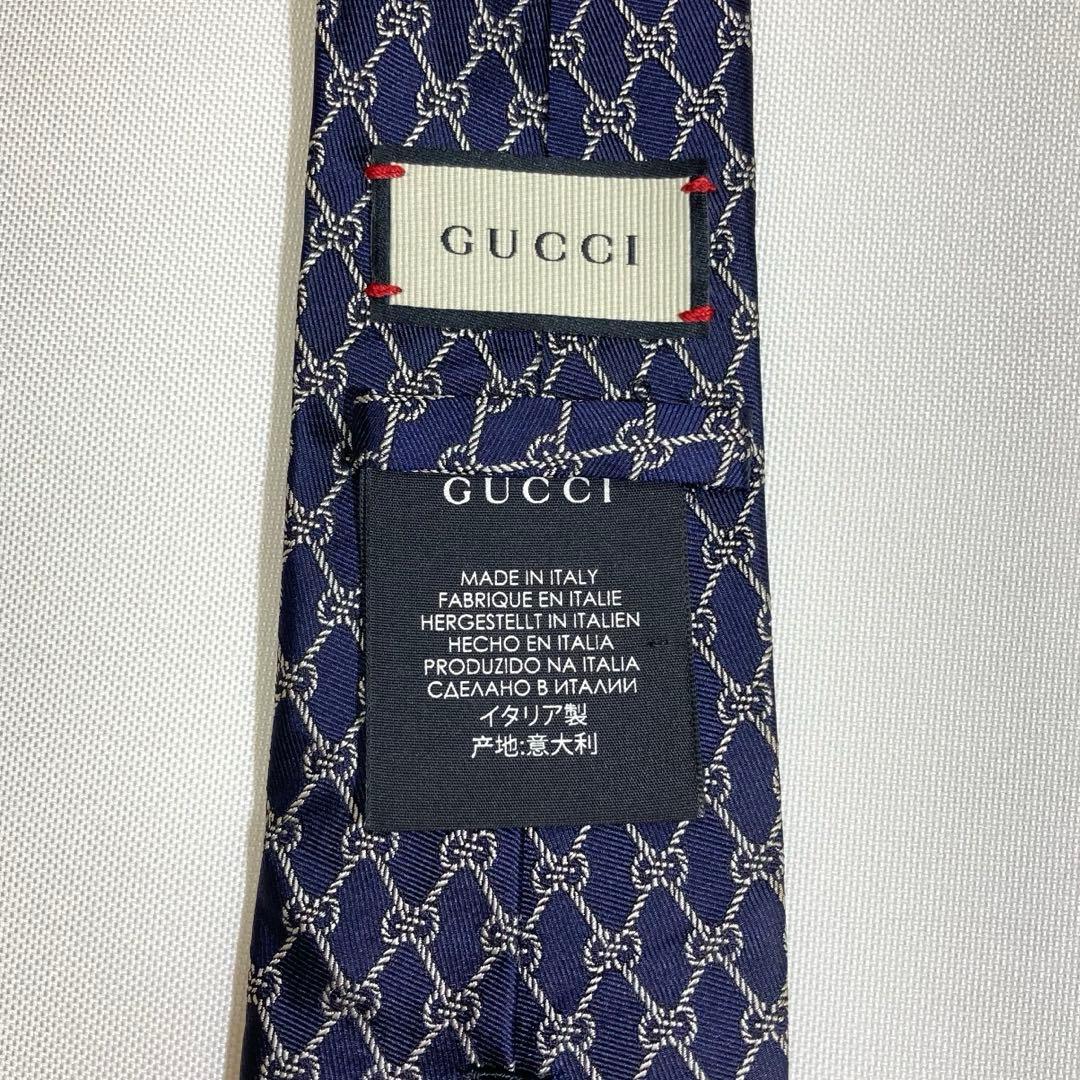 GUCCI
GUCCI
MADE IN ITALY
FABRIQUE EN ITALIE
HERGESTELLT IN ITALIEN
HECHO EN ITALIA
PRODUZIDO NA ITALIA
СДЕЛАНО В ИТАЛИИ
イタリア製
产地:意大利